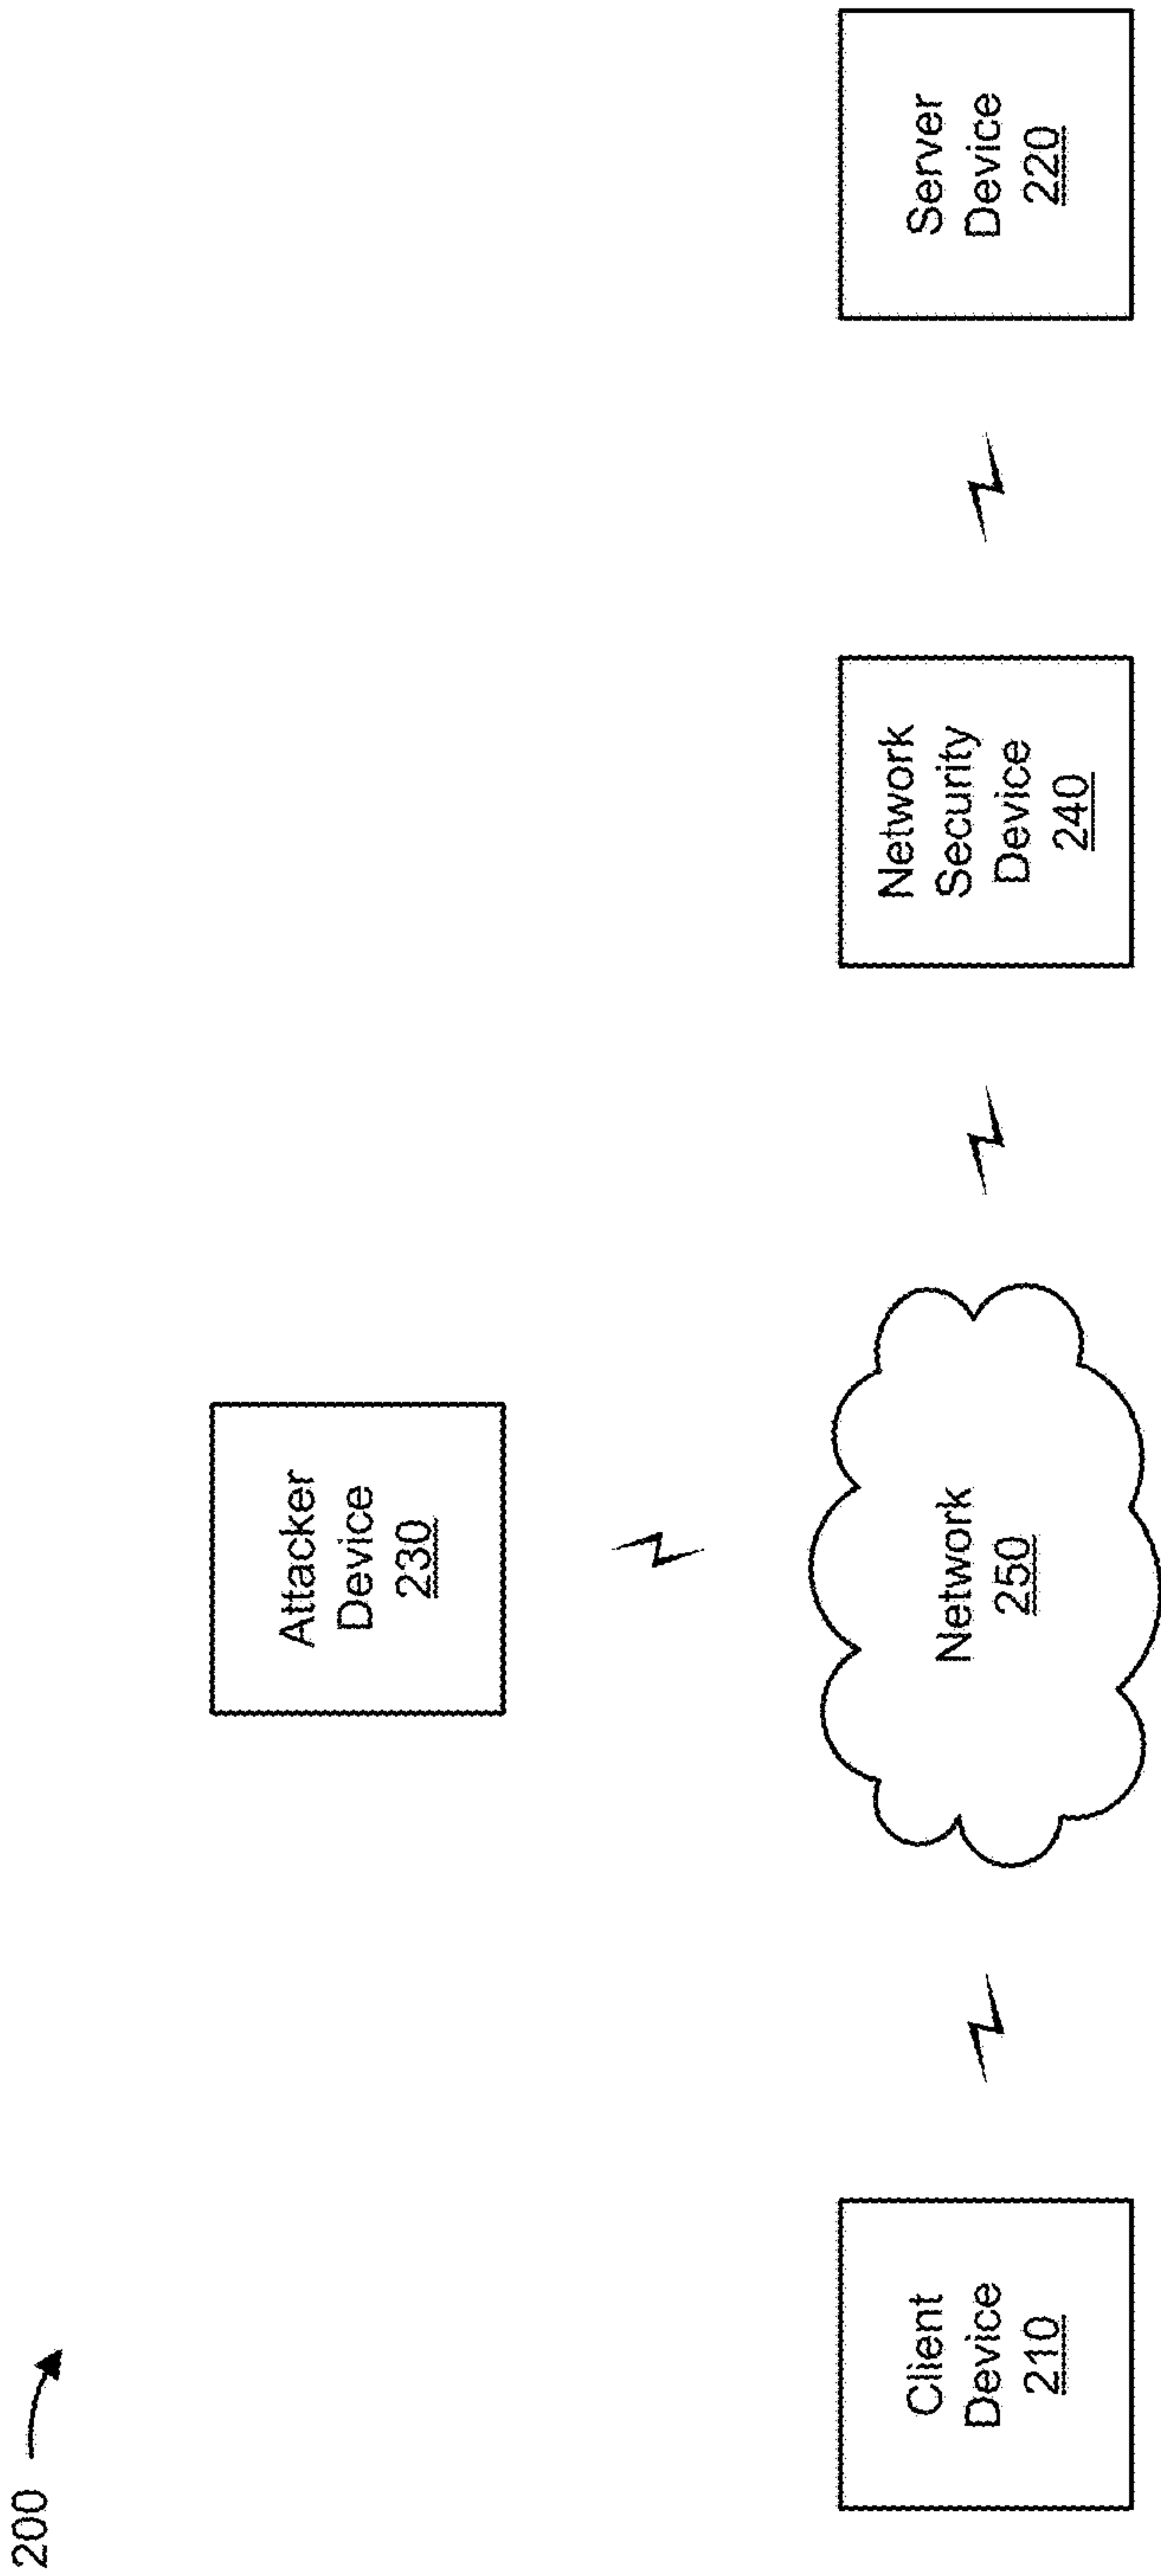 200
Attacker
Device
230
Client
Device
210
Network
250
Network
Security
Device
240
Server
Device
220